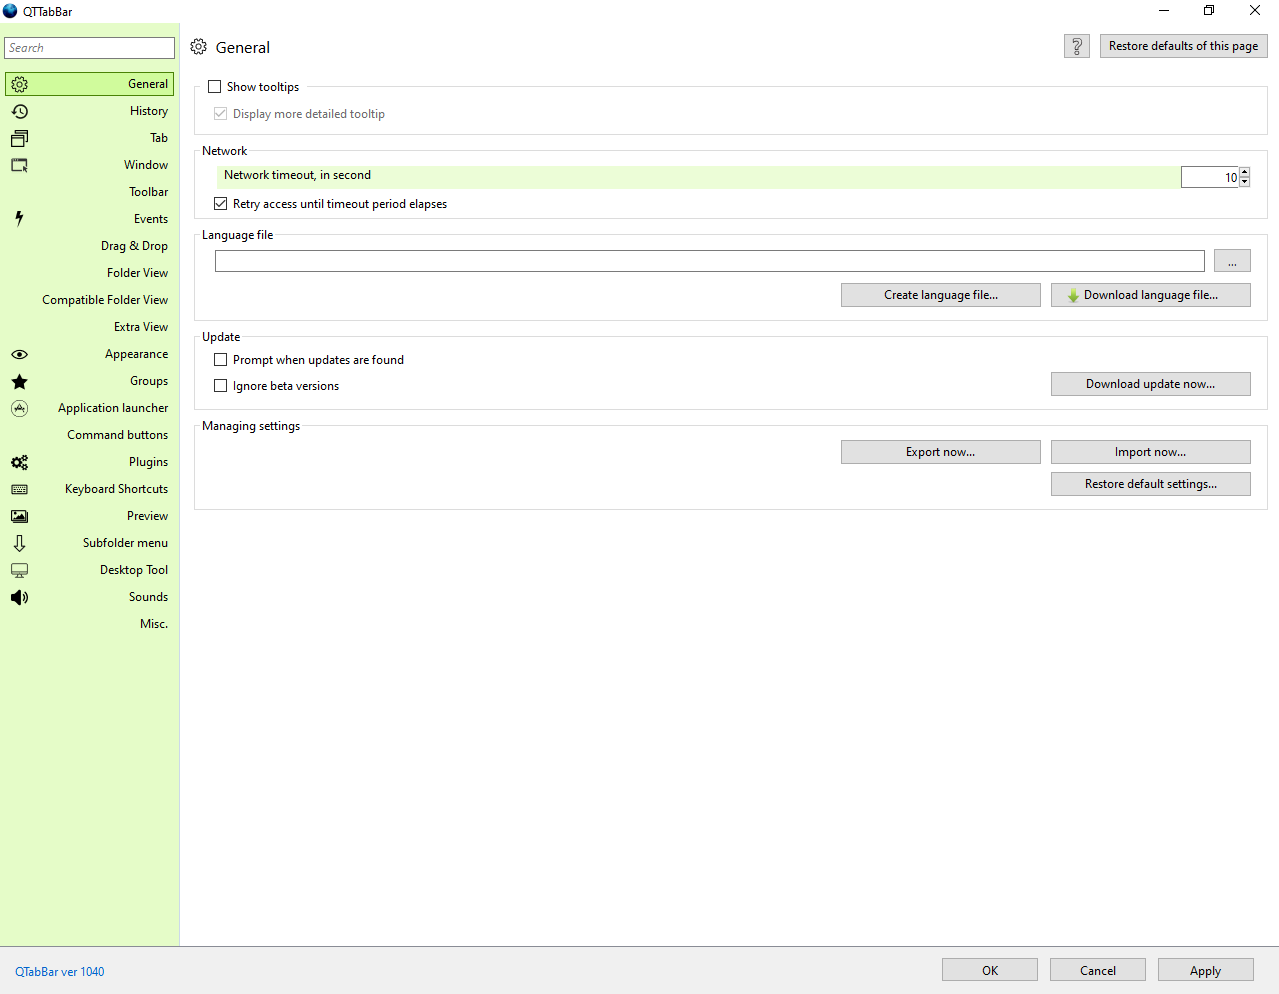 QTTabBar
Search
General
History
Tab
Window
Toolbar
Events
Drag & Drop
Folder View
Compatible Folder View
Extra View
Appearance
Groups
Application launcher
Command buttons
Plugins
Keyboard Shortcuts
Preview
Subfolder menu
Desktop Tool
Sounds
Misc.
General
?
Restore defaults of this page
Show tooltips
Display more detailed tooltip
Network
Network timeout, in second
10
Retry access until timeout period elapses
Language file
...
Create language file...
Download language file...
Update
Prompt when updates are found
Ignore beta versions
Download update now...
Managing settings
Export now...
Import now...
Restore default settings...
QTabBar ver 1040
OK
Cancel
Apply